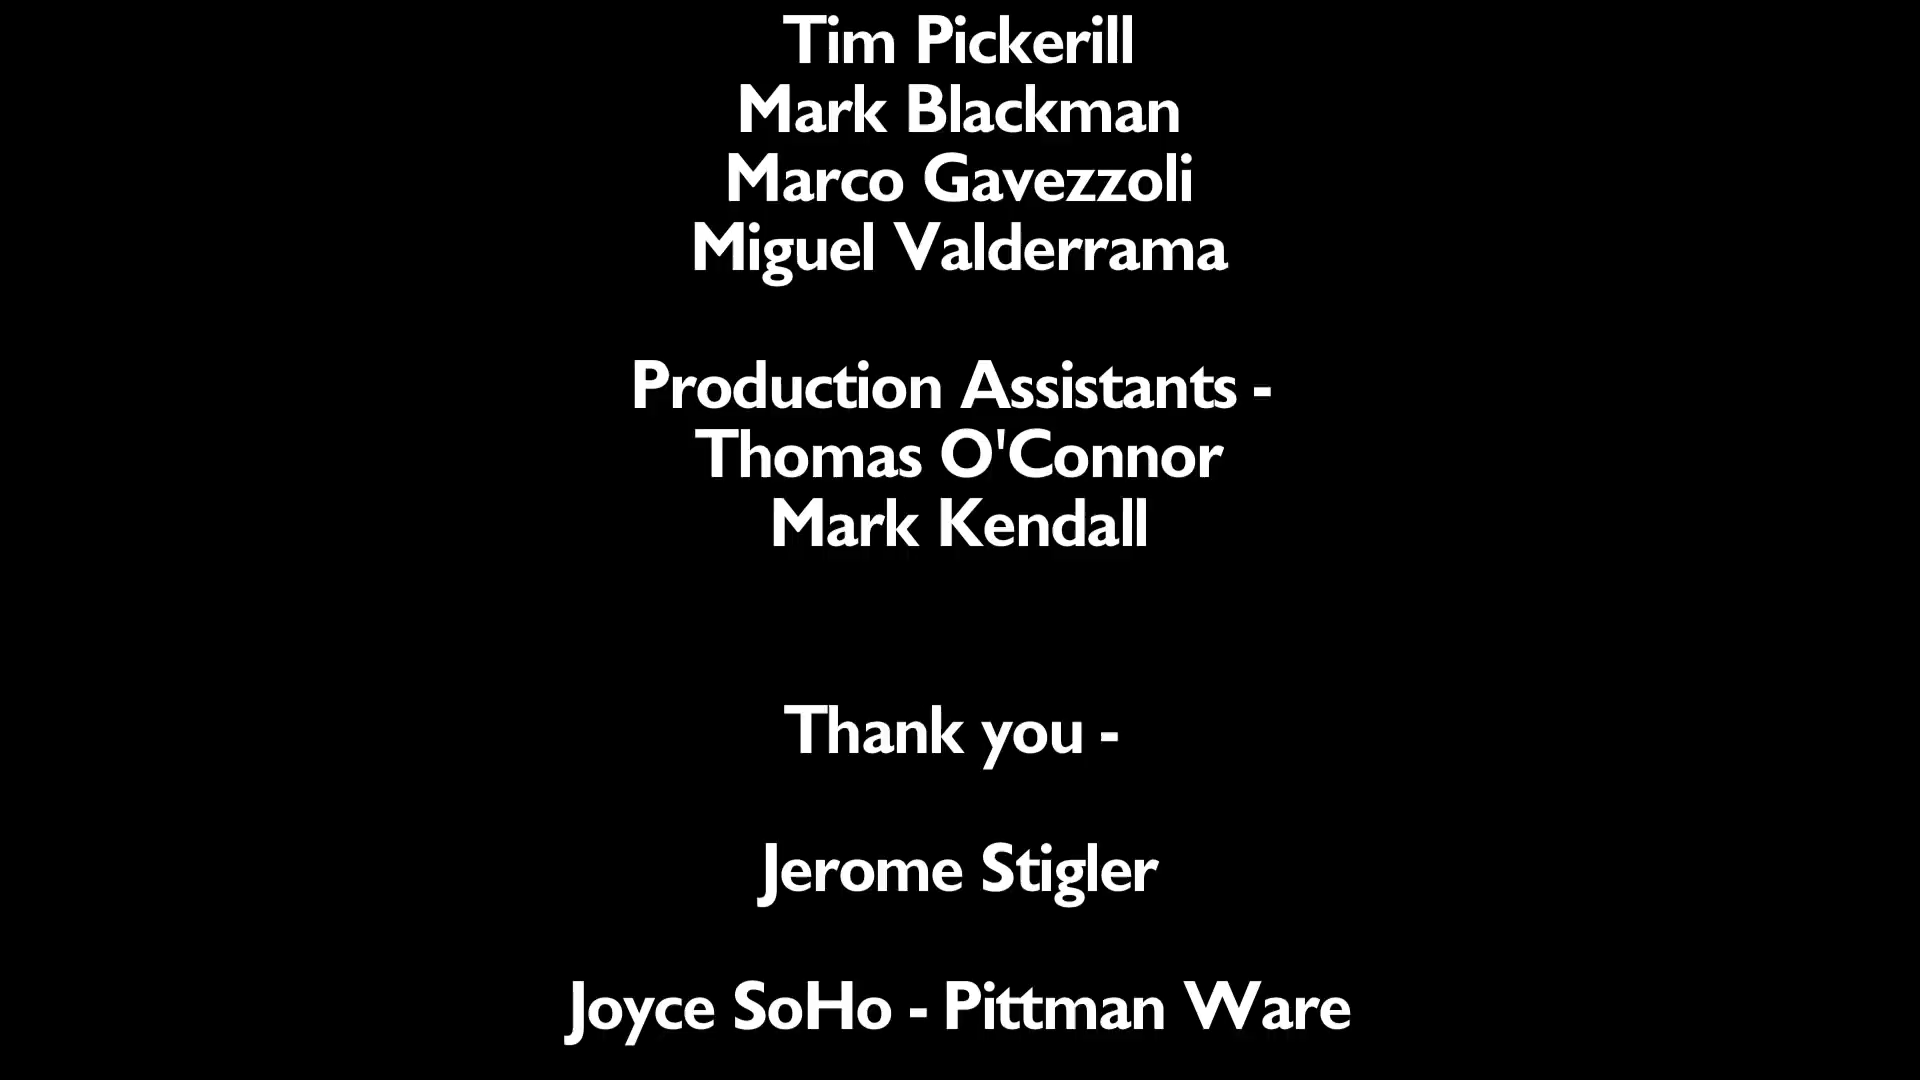 Tim Pickerill
Mark Blackman
Marco Gavezzoli
Miguel Valderrama
Production Assistants -
Thomas O'Connor
Mark Kendall
Thank you -
Jerome Stigler
Joyce SoHo - Pittman Ware